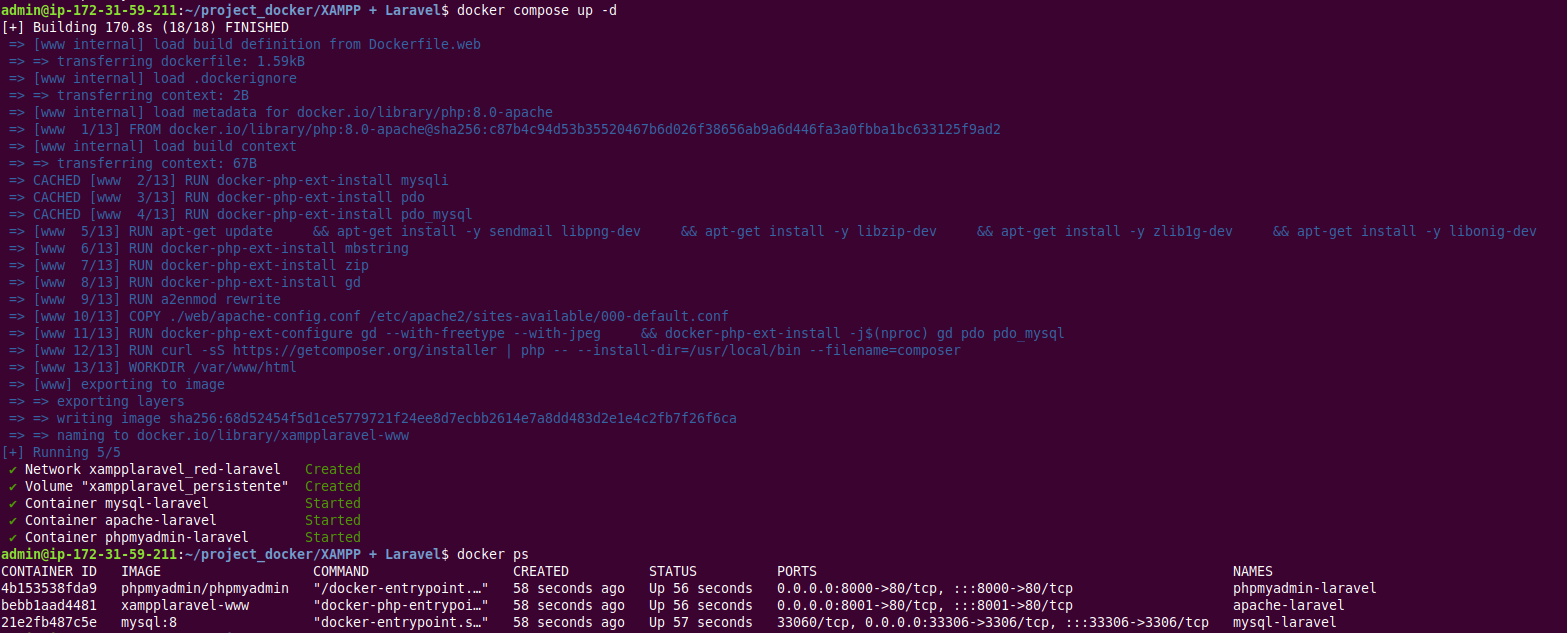 admin@ip-172-31-59-211:~/project_docker/XAMPP + Laravel$ docker compose up -d
[+] Building 170.8s (18/18) FINISHED
 => [www internal] load build definition from Dockerfile.web
 => => transferring dockerfile: 1.59kB
 => [www internal] load .dockerignore
 => => transferring context: 2B
 => [www internal] load metadata for docker.io/library/php:8.0-apache
 => [www  1/13] FROM docker.io/library/php:8.0-apache@sha256:c87b4c94d53b35520467b6d026f38656ab9a6d446fa3a0fbba1bc633125f9ad2
 => [www internal] load build context
 => => transferring context: 67B
 => CACHED [www  2/13] RUN docker-php-ext-install mysqli
 => CACHED [www  3/13] RUN docker-php-ext-install pdo
 => CACHED [www  4/13] RUN docker-php-ext-install pdo_mysql
 => [www  5/13] RUN apt-get update     && apt-get install -y sendmail libpng-dev     && apt-get install -y libzip-dev     && apt-get install -y zlib1g-dev     && apt-get install -y libonig-dev
 => [www  6/13] RUN docker-php-ext-install mbstring
 => [www  7/13] RUN docker-php-ext-install zip
 => [www  8/13] RUN docker-php-ext-install gd
 => [www  9/13] RUN a2enmod rewrite
 => [www 10/13] COPY ./web/apache-config.conf /etc/apache2/sites-available/000-default.conf
 => [www 11/13] RUN docker-php-ext-configure gd --with-freetype --with-jpeg     && docker-php-ext-install -j$(nproc) gd pdo pdo_mysql
 => [www 12/13] RUN curl -sS https://getcomposer.org/installer | php -- --install-dir=/usr/local/bin --filename=composer
 => [www 13/13] WORKDIR /var/www/html
 => [www] exporting to image
 => => exporting layers
 => => writing image sha256:68d52454f5d1ce5779721f24ee8d7ecbb2614e7a8dd483d2e1e4c2fb7f26f6ca
 => => naming to docker.io/library/xampplaravel-www
[+] Running 5/5
 ✔ Network xampplaravel_red-laravel   Created
 ✔ Volume "xampplaravel_persistente"  Created
 ✔ Container mysql-laravel            Started
 ✔ Container apache-laravel           Started
 ✔ Container phpmyadmin-laravel       Started
admin@ip-172-31-59-211:~/project_docker/XAMPP + Laravel$ docker ps
CONTAINER ID   IMAGE                   COMMAND                  CREATED          STATUS          PORTS                                                    NAMES
4b153538fda9   phpmyadmin/phpmyadmin   "/docker-entrypoint.…"   58 seconds ago   Up 56 seconds   0.0.0.0:8000->80/tcp, :::8000->80/tcp                    phpmyadmin-laravel
bebb1aad4481   xampplaravel-www        "docker-php-entrypoi…"   58 seconds ago   Up 56 seconds   0.0.0.0:8001->80/tcp, :::8001->80/tcp                    apache-laravel
21e2fb487c5e   mysql:8                 "docker-entrypoint.s…"   58 seconds ago   Up 57 seconds   33060/tcp, 0.0.0.0:33306->3306/tcp, :::33306->3306/tcp   mysql-laravel